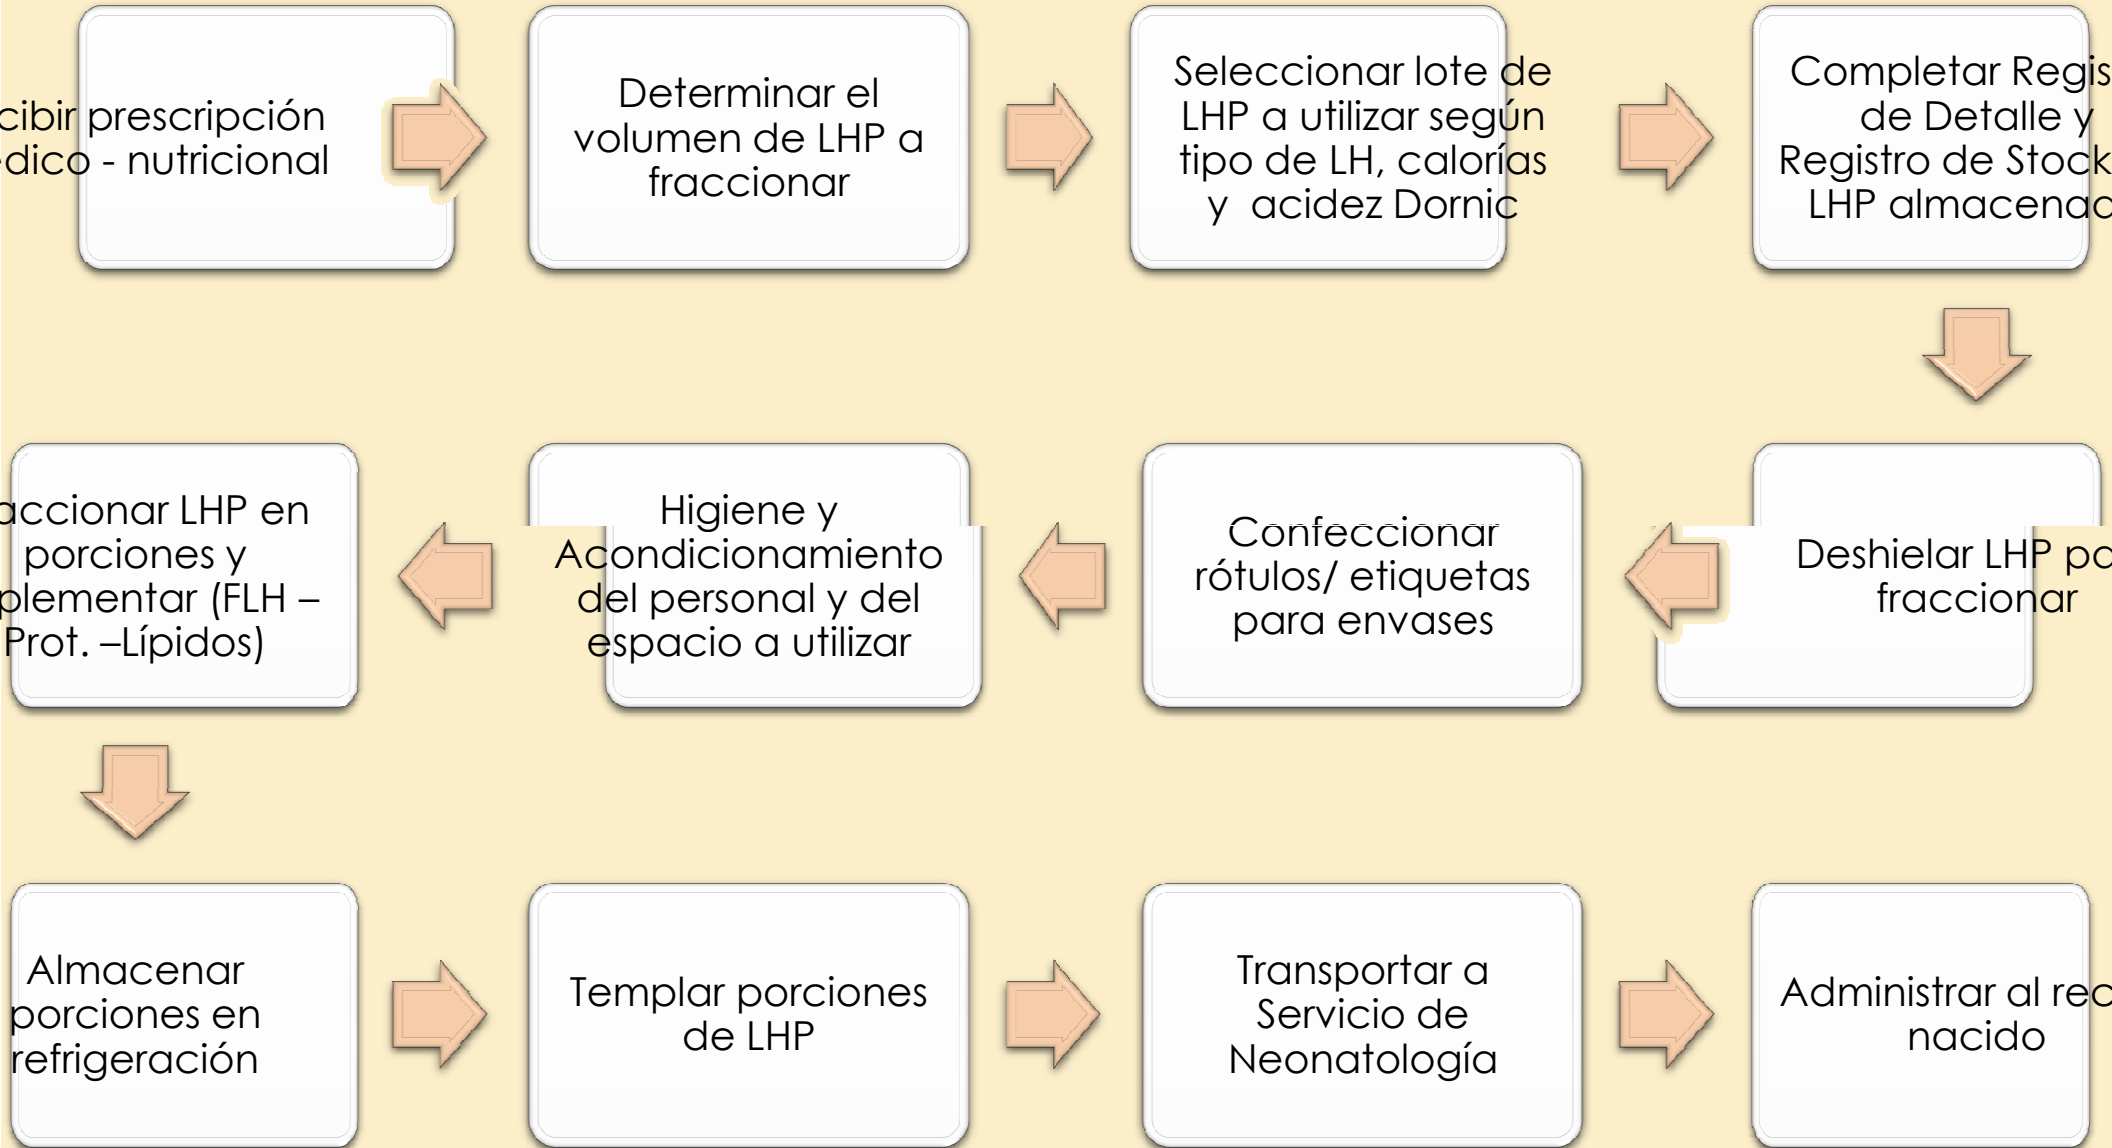 cibir prescripción
édico - nutricional
Determinar el
volumen de LHP a
fraccionar
Seleccionar lote de
LHP a utilizar según
tipo de LH, calorías
y acidez Dornic
Completar Regis
de Detalle y
Registro de Stock
LHP almacenad
Deshielar LHP pa
fraccionar
Confeccionar
rótulos/ etiquetas
para envases
Higiene y
Acondicionamiento
del personal y del
espacio a utilizar
accionar LHP en
porciones y
plementar (FLH –
Prot. –Lípidos)
Almacenar
porciones en
refrigeración
Templar porciones
de LHP
Transportar a
Servicio de
Neonatología
Administrar al rec
nacido